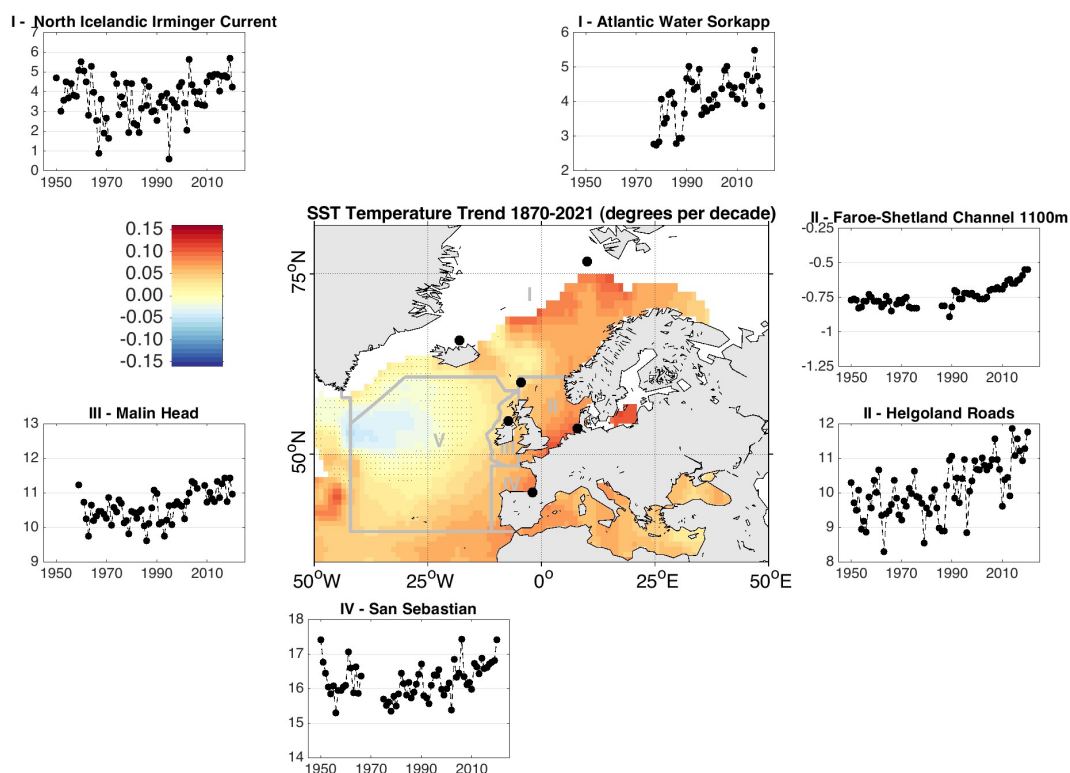 I - North Icelandic Irminger Current
7
6
5
4
3
2
1
0
1950 1970 1990 2010
I - Atlantic Water Sorkapp
6
5
4
3
2
1950 1970 1990 2010
0.15
0.10
0.05
0.00
-0.05
-0.10
-0.15
SST Temperature Trend 1870-2021 (degrees per decade)
75°N
50°N
I
II
III
IV
V
50°W 25°W 0° 25°E 50°E
II - Faroe-Shetland Channel 1100m
-0.25
-0.5
-0.75
-1
-1.25
1950 1970 1990 2010
III - Malin Head
13
12
11
10
9
1950 1970 1990 2010
II - Helgoland Roads
12
11
10
9
8
1950 1970 1990 2010
IV - San Sebastian
18
17
16
15
14
1950 1970 1990 2010